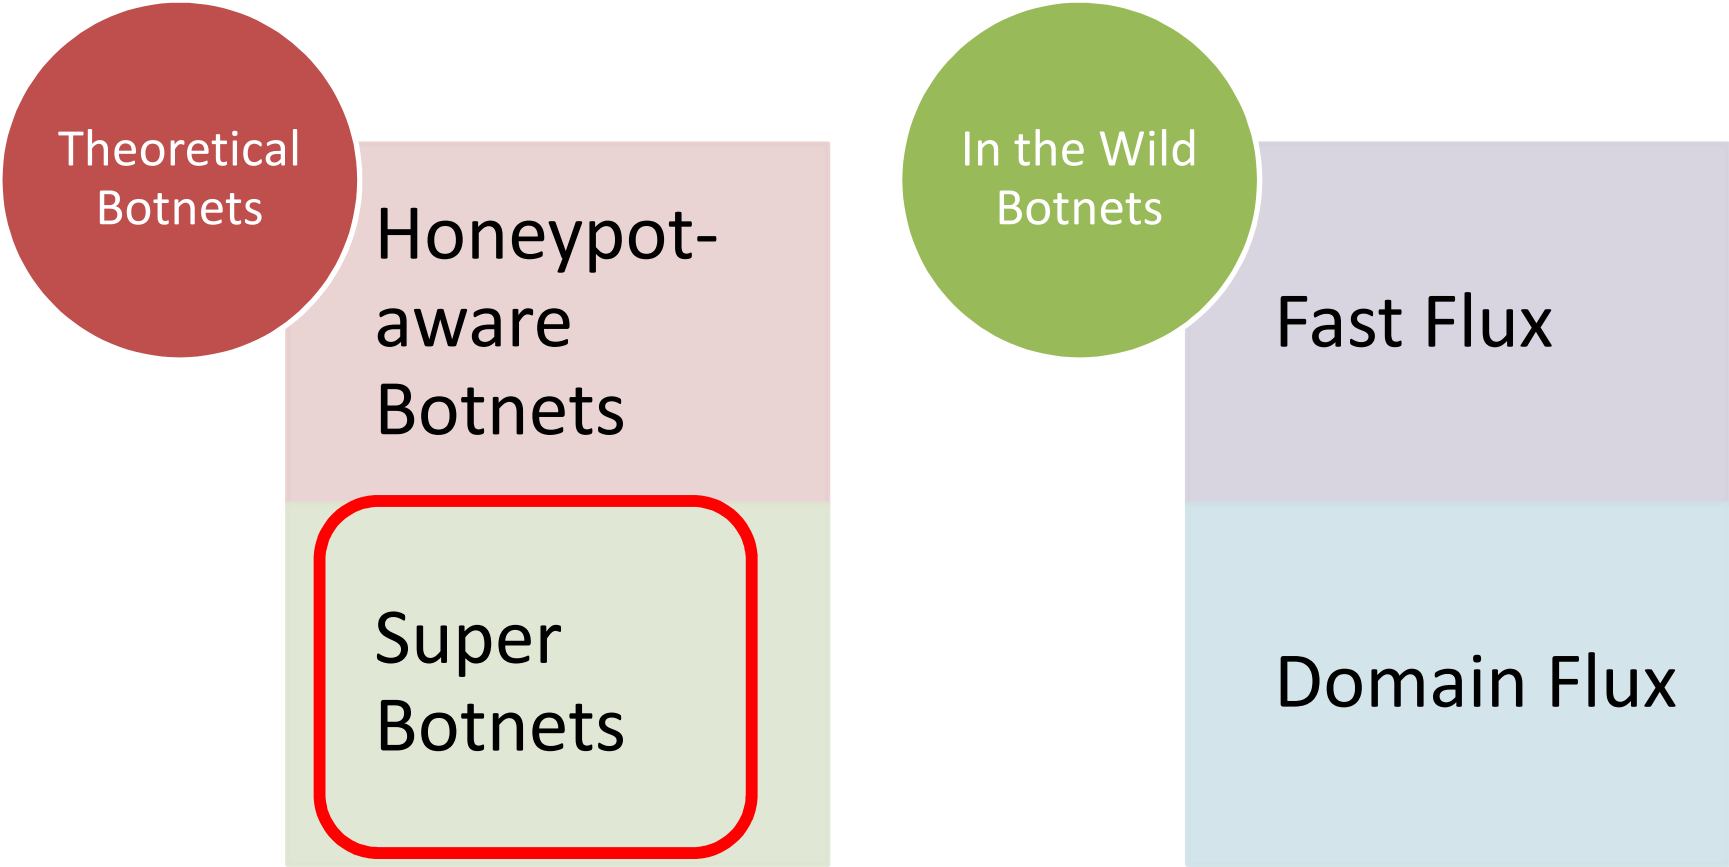 Theoretical
Botnets
Honeypot-
aware
Botnets
Super
Botnets
In the Wild
Botnets
Fast Flux
Domain Flux